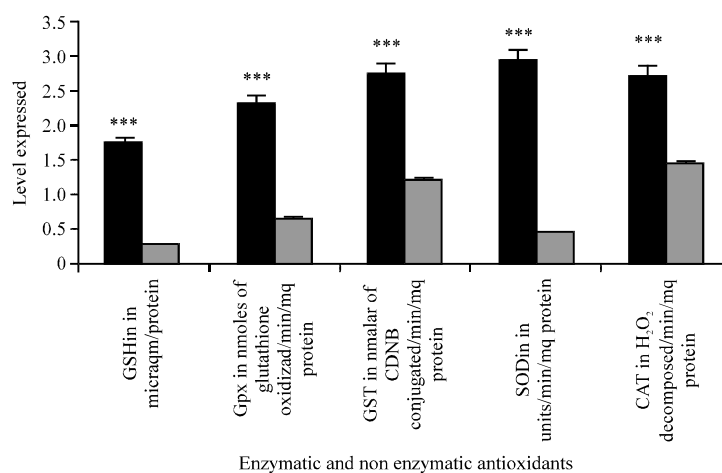 Level expressed
3.5
3.0
2.5
2.0
1.5
1.0
0.5
0
***
***
***
***
***
GSHin in
micraqm/protein
Gpx in nmoles of
glutathione
oxidizad/min/mq
protein
GST in nmalar of
CDNB
conjugated/min/mq
protein
SODin in
units/min/mq protein
CAT in H₂O₂
decomposed/min/mq
protein
Enzymatic and non enzymatic antioxidants